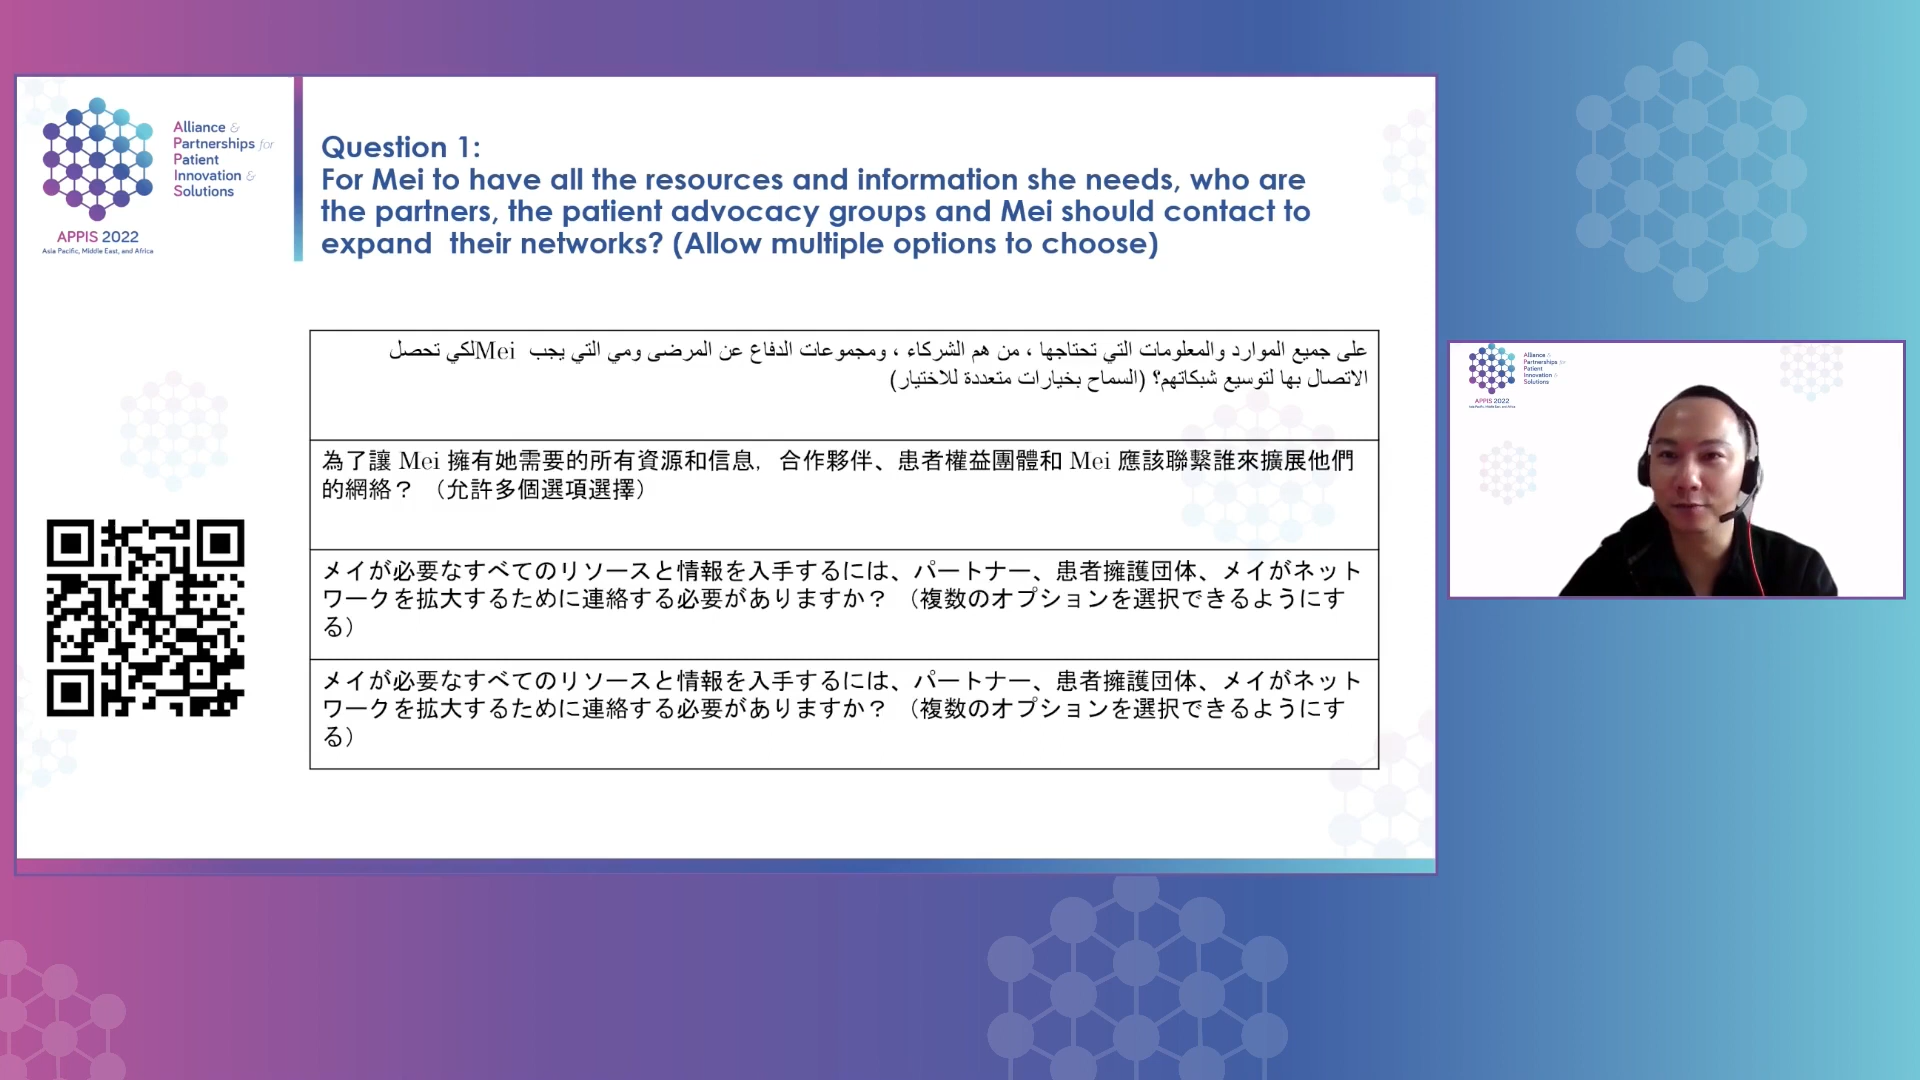 Alliance &
Partnerships for
Patient
Innovation &
Solutions
APPIS 2022
Asia Pacific, Middle East, and Africa
Question 1:
For Mei to have all the resources and information she needs, who are
the partners, the patient advocacy groups and Mei should contact to
expand their networks? (Allow multiple options to choose)
على جميع الموارد والمعلومات التي تحتاجها ، من هم الشركاء ، ومجموعات الدفاع عن المرضى ومي التي يجب Meiلكي تحصل
الاتصال بها لتوسيع شبكاتهم؟ (السماح بخيارات متعددة للاختيار)
為了讓 Mei 擁有她需要的所有資源和信息，合作夥伴、患者權益團體和 Mei 應該聯繫誰來擴展他們
的網絡？ （允許多個選項選擇）
メイが必要なすべてのリソースと情報を入手するには、パートナー、患者擁護団体、メイがネット
ワークを拡大するために連絡する必要がありますか？ （複数のオプションを選択できるようにす
る）
メイが必要なすべてのリソースと情報を入手するには、パートナー、患者擁護団体、メイがネット
ワークを拡大するために連絡する必要がありますか？ （複数のオプションを選択できるようにす
る）
Alliance &
Partnerships for
Patient
Innovation &
Solutions
APPIS 2022
Asia Pacific, Middle East, and Africa